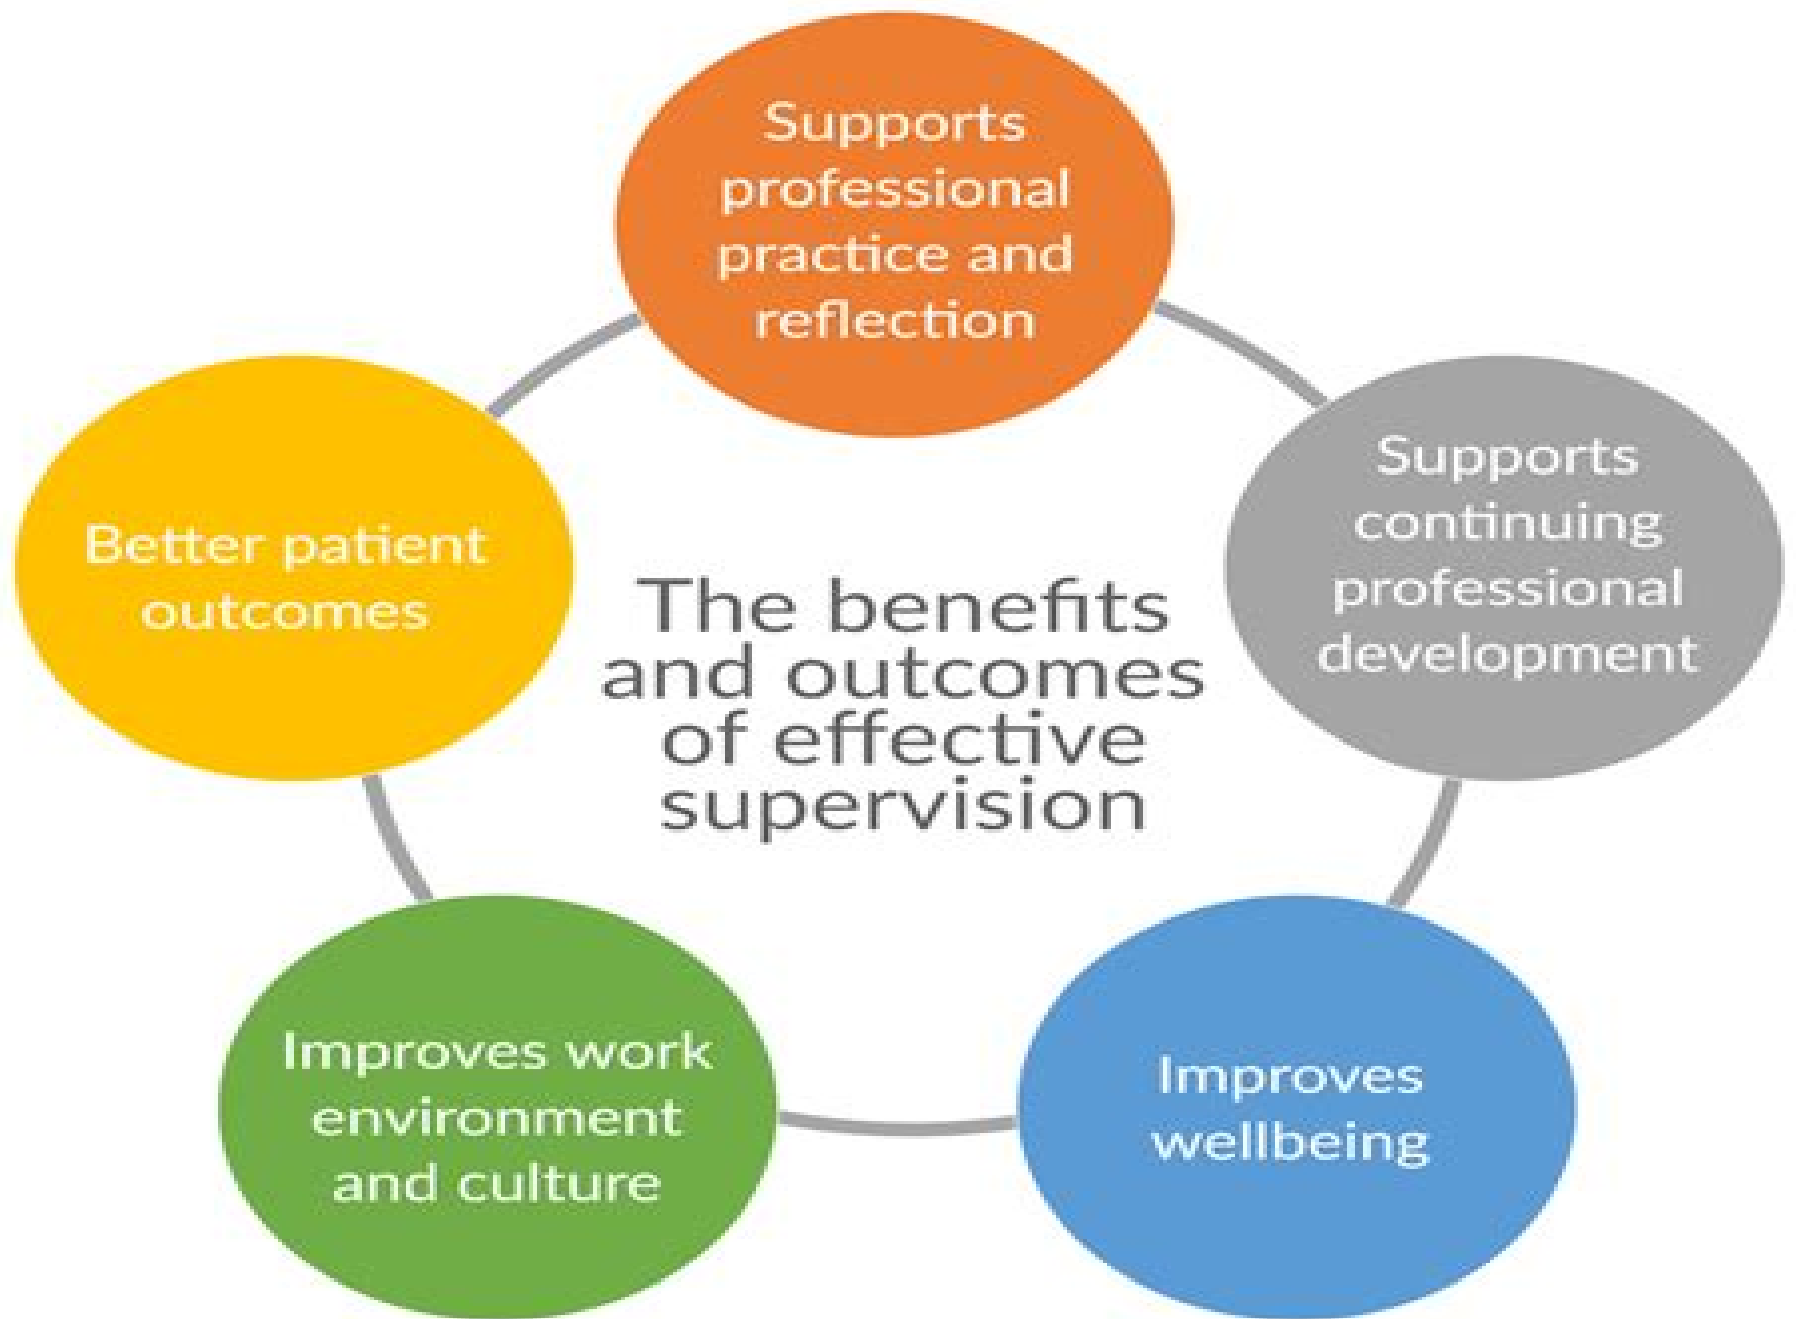 Supports
professional
practice and
reflection
Supports
continuing
professional
development
Improves
wellbeing
Improves work
environment
and culture
Better patient
outcomes
The benefits
and outcomes
of effective
supervision